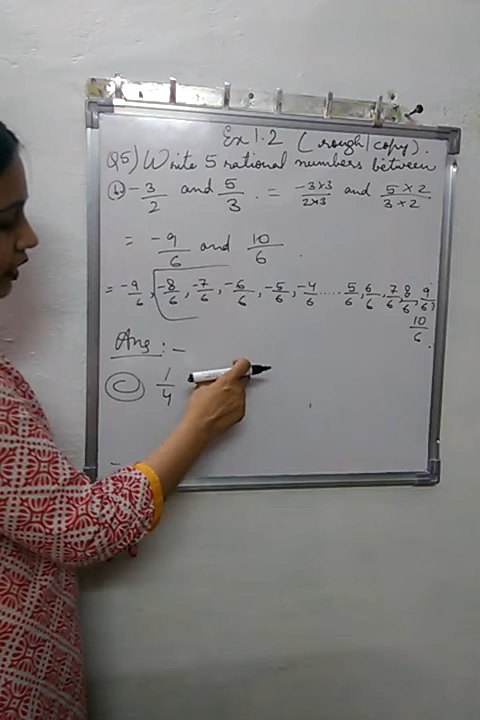 Ex 1.2 (rough copy).
Q5) Write 5 rational numbers between
(b) -3/2 and 5/3 = -3×3/2×3 and 5×2/3×2
= -9/6 and 10/6.
= -9/6, -8/6, -7/6, -6/6, -5/6, -4/6 ..... 5/6, 6/6, 7/6, 8/6, 9/6,
10/6.
Ans :-
(C) 1/4